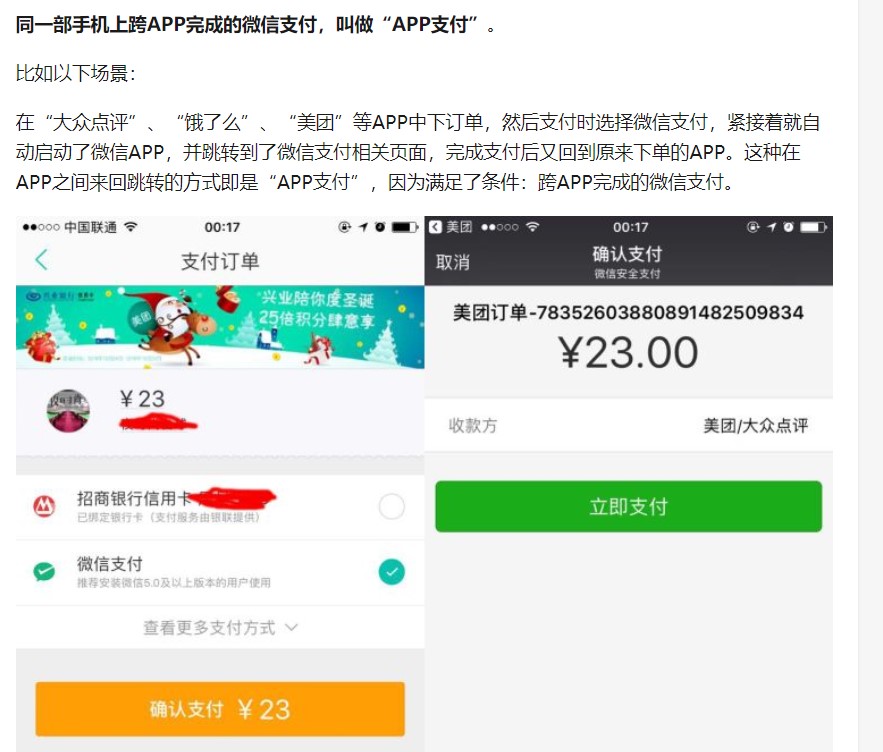 同一部手机上跨APP完成的微信支付，叫做“APP支付”。
比如以下场景：
在“大众点评”、“饿了么”、“美团”等APP中下订单，然后支付时选择微信支付，紧接着就自
动启动了微信APP，并跳转到了微信支付相关页面，完成支付后又回到原来下单的APP。这种在
APP之间来回跳转的方式即是“APP支付”，因为满足了条件：跨APP完成的微信支付。
中国联通
00:17
支付订单
兴业银行
兴业陪你度圣诞
25倍积分肆意享
美团
¥23
招商银行信用卡
已绑定银行卡（支付服务由银联提供）
微信支付
推荐安装微信5.0及以上版本的用户使用
查看更多支付方式
确认支付 ¥23
美团
00:17
取消
确认支付
微信安全支付
美团订单-78352603880891482509834
¥23.00
收款方
美团/大众点评
立即支付